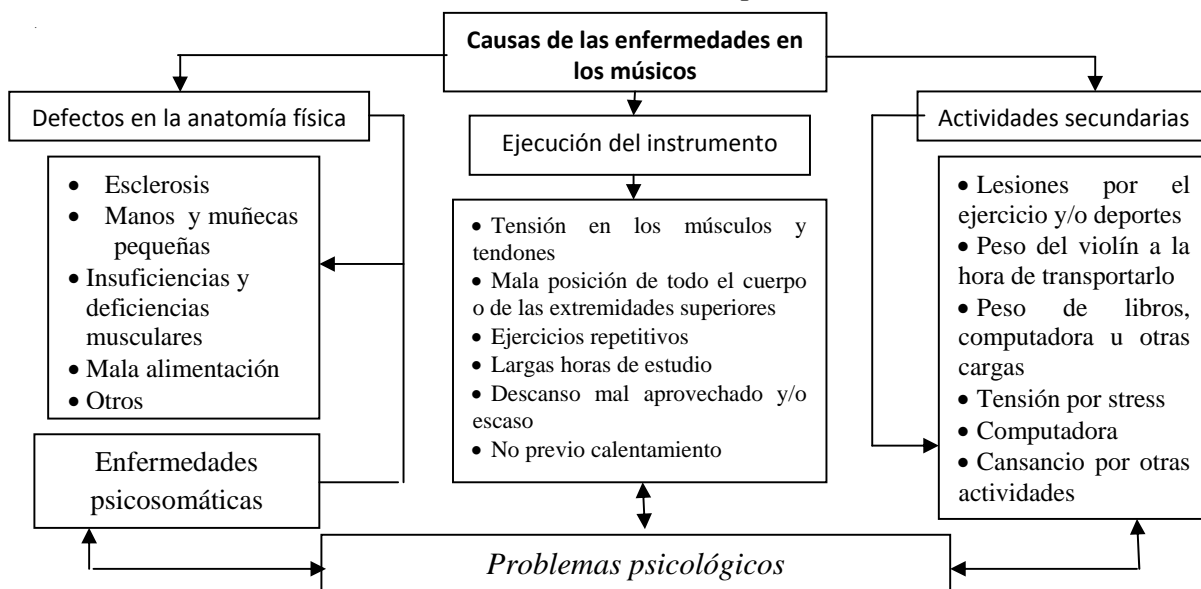 Causas de las enfermedades en
los músicos
Defectos en la anatomía física
• Esclerosis
• Manos y muñecas
pequeñas
• Insuficiencias y
deficiencias
musculares
• Mala alimentación
• Otros
Enfermedades
psicosomáticas
Ejecución del instrumento
• Tensión en los músculos y
tendones
• Mala posición de todo el cuerpo
o de las extremidades superiores
• Ejercicios repetitivos
• Largas horas de estudio
• Descanso mal aprovechado y/o
escaso
• No previo calentamiento
Actividades secundarias
• Lesiones por el
ejercicio y/o deportes
• Peso del violín a la
hora de transportarlo
• Peso de libros,
computadora u otras
cargas
• Tensión por stress
• Computadora
• Cansancio por otras
actividades
Problemas psicológicos